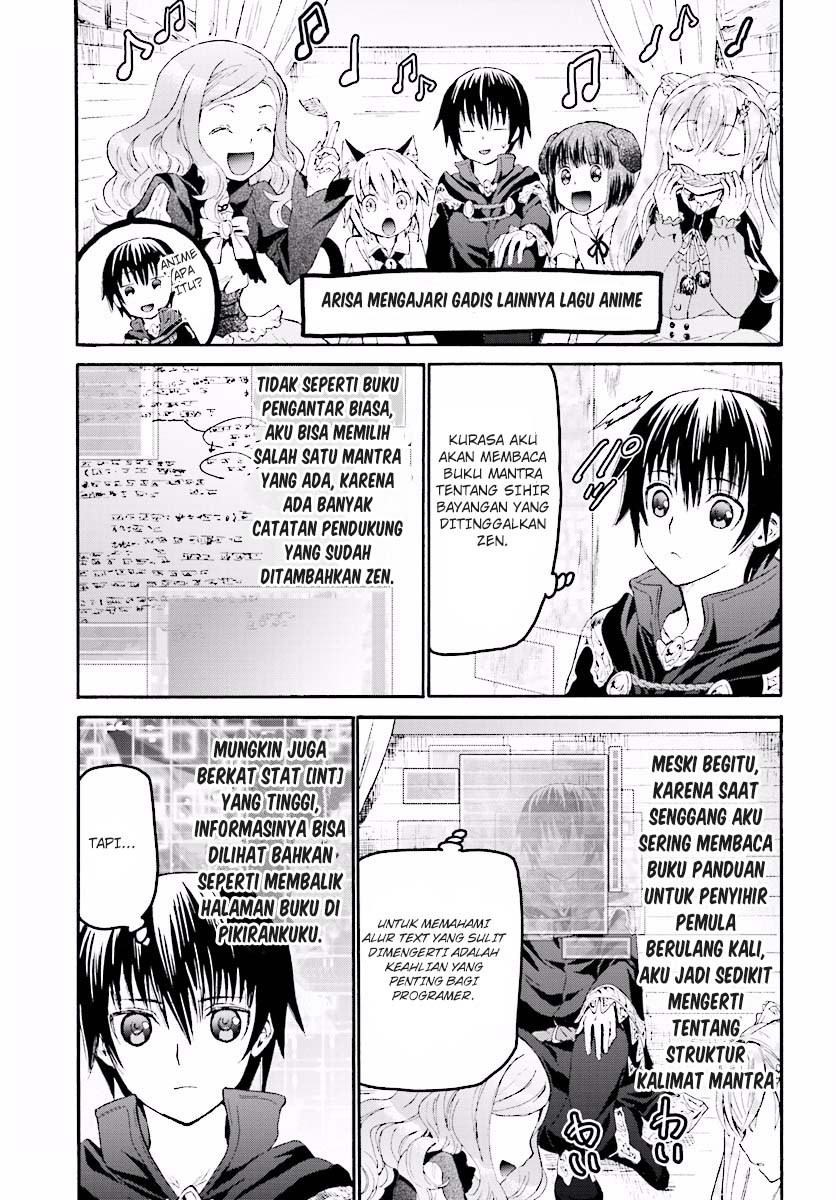 ANIME
APA
ITU?
ARISA MENGAJARI GADIS LAINNYA LAGU ANIME
KURASA AKU
AKAN MEMBACA
BUKU MANTRA
TENTANG SIHIR
BAYANGAN YANG
DITINGGALKAN
ZEN.
TIDAK SEPERTI BUKU
PENGANTAR BIASA,
AKU BISA MEMILIH
SALAH SATU MANTRA
YANG ADA, KARENA
ADA BANYAK
CATATAN PENDUKUNG
YANG SUDAH
DITAMBAHKAN ZEN.
MESKI BEGITU,
KARENA SAAT
SENGGANG AKU
SERING MEMBACA
BUKU PANDUAN
UNTUK PENYIHIR
PEMULA
BERULANG KALI,
AKU JADI SEDIKIT
MENGERTI
TENTANG
STRUKTUR
KALIMAT MANTRA
UNTUK MEMAHAMI
ALUR TEXT YANG SULIT
DIMENGERTI ADALAH
KEAHLIAN YANG
PENTING BAGI
PROGRAMER.
わい
わい
MUNGKIN JUGA
BERKAT STAT [INT]
YANG TINGGI,
INFORMASINYA BISA
DILIHAT BAHKAN
SEPERTI MEMBALIK
HALAMAN BUKU DI
PIKIRANKUKU.
TAPI...